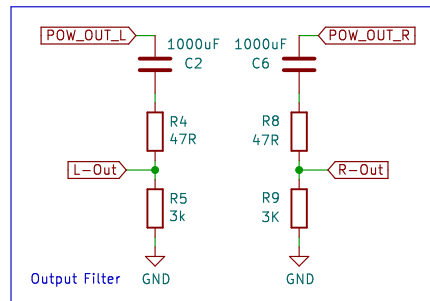 POW_OUT_L
1000uF
C2
R4
47R
L-Out
R5
3k
GND
POW_OUT_R
1000uF
C6
R8
47R
R-Out
R9
3K
GND
Output Filter